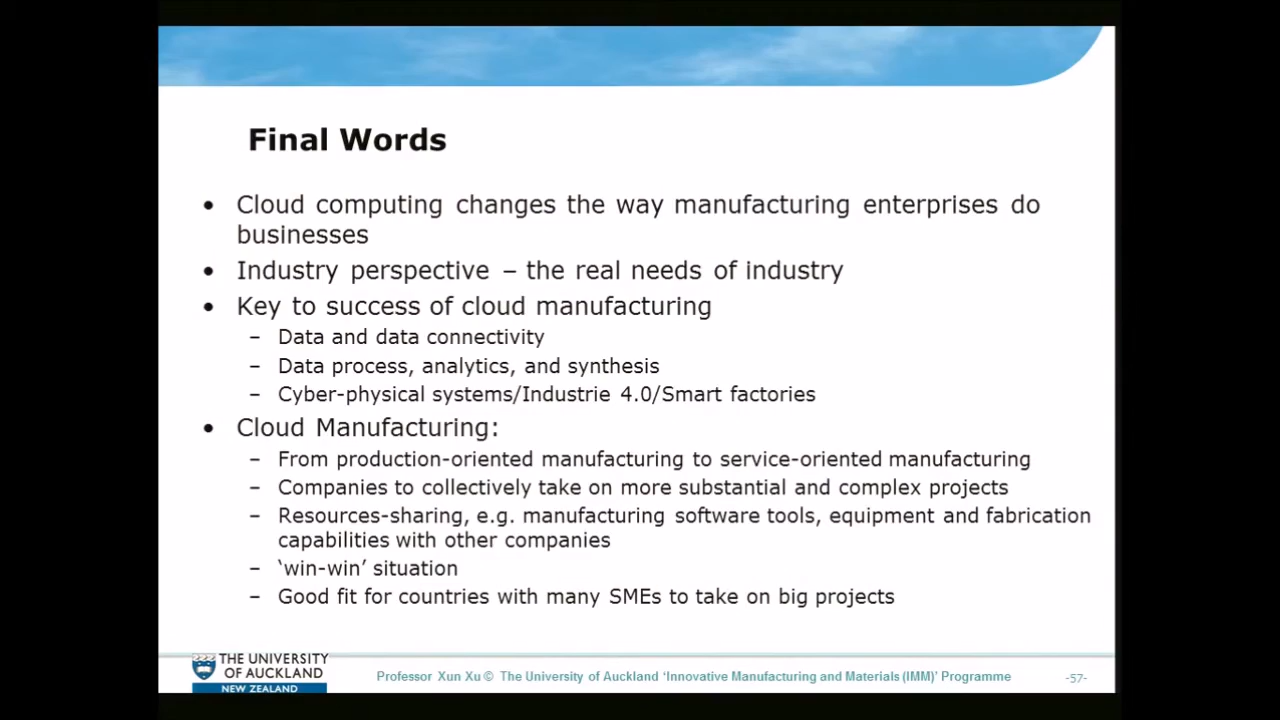 Final Words
• Cloud computing changes the way manufacturing enterprises do
businesses
• Industry perspective – the real needs of industry
• Key to success of cloud manufacturing
– Data and data connectivity
– Data process, analytics, and synthesis
– Cyber-physical systems/Industrie 4.0/Smart factories
• Cloud Manufacturing:
– From production-oriented manufacturing to service-oriented manufacturing
– Companies to collectively take on more substantial and complex projects
– Resources-sharing, e.g. manufacturing software tools, equipment and fabrication
capabilities with other companies
– ‘win-win’ situation
– Good fit for countries with many SMEs to take on big projects
THE UNIVERSITY
OF AUCKLAND
NEW ZEALAND
Professor Xun Xu © The University of Auckland ‘Innovative Manufacturing and Materials (IMM)’ Programme
-57-